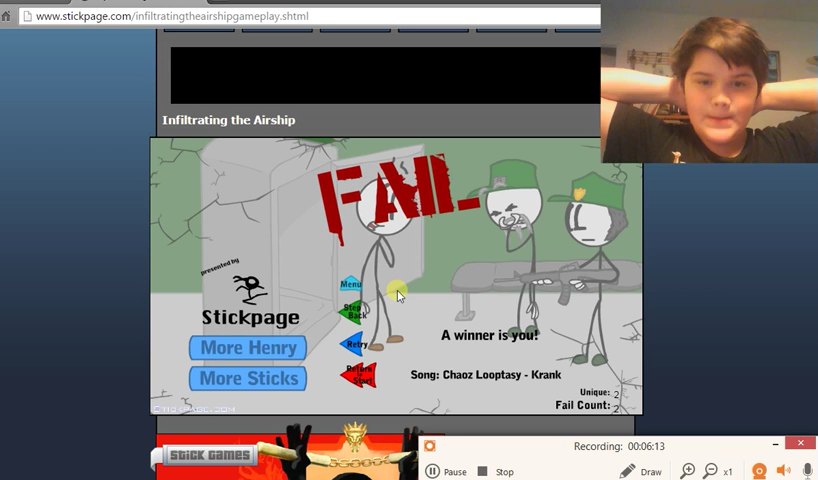 www.stickpage.com/infiltratingtheairshipgameplay.shtml
Infiltrating the Airship
FAIL
presented by
Stickpage
More Henry
More Sticks
Menu
Step Back
Retry
Return to Start
A winner is you!
Song: Chaoz Looptasy - Krank
Unique: 2
Fail Count: 2
STICKPAGE.COM
STICK GAMES
Recording: 00:06:13
Pause
Stop
Draw
x1